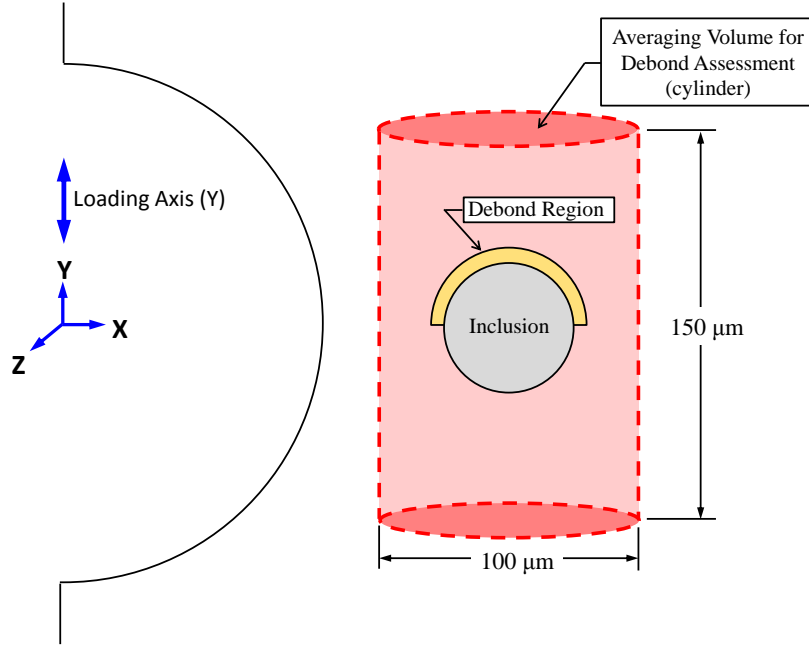 Averaging Volume for
Debond Assessment
(cylinder)
Loading Axis (Y)
Debond Region
Y
X
Z
Inclusion
150 μm
100 μm